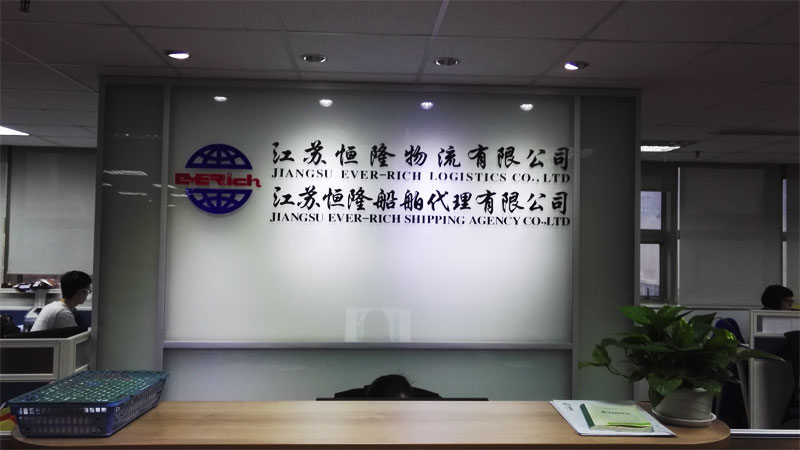 EVERich
江苏恒隆物流有限公司
JIANGSU EVER-RICH LOGISTICS CO.,LTD
江苏恒隆船舶代理有限公司
JIANGSU EVER-RICH SHIPPING AGENCY CO.LTD